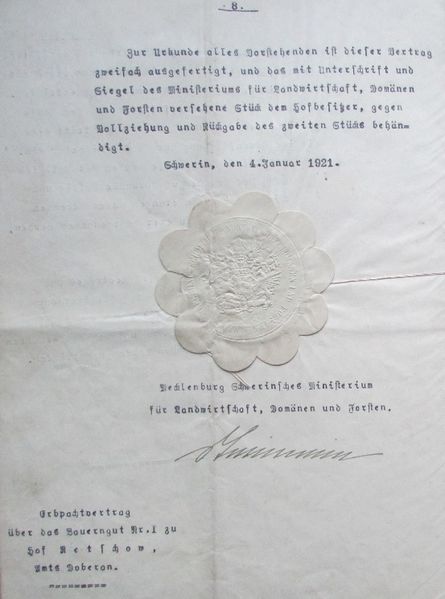 - 8. -
Zur Urkunde alles Vorstehenden ist dieser Vertrag
zweifach ausgefertigt, und das mit Unterschrift und
Siegel des Ministeriums für Landwirtschaft, Domänen
und Forsten versehene Stück dem Hofbesitzer, gegen
Vollziehung und Rückgabe des zweiten Stücks behän=
digt.
Schwerin, den 4.Januar 1921.
Mecklenburg Schwerinsches Ministerium
für Landwirtschaft, Domänen und Forsten.
Erbpachtvertrag
über das Bauerngut Nr.I zu
Hof Retschow,
Amts Doberan.